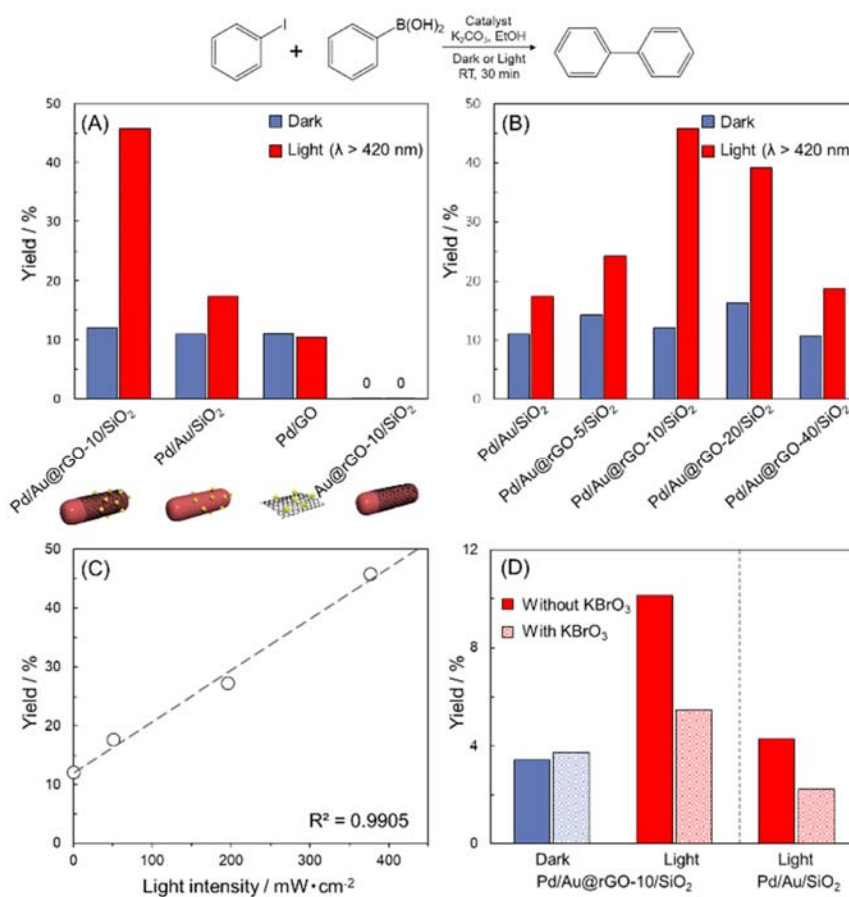 I
B(OH)2
+
Catalyst
K2CO3, EtOH
Dark or Light
RT, 30 min
(A)
Dark
Light (λ > 420 nm)
Yield / %
50
40
30
20
10
0
0 0
Pd/Au@rGO-10/SiO2
Pd/Au/SiO2
Pd/GO
Au@rGO-10/SiO2
(B)
Dark
Light (λ > 420 nm)
Yield / %
50
40
30
20
10
0
Pd/Au/SiO2
Pd/Au@rGO-5/SiO2
Pd/Au@rGO-10/SiO2
Pd/Au@rGO-20/SiO2
Pd/Au@rGO-40/SiO2
(C)
Yield / %
50
40
30
20
10
0
R² = 0.9905
0 100 200 300 400
Light intensity / mW·cm-2
(D)
Without KBrO3
With KBrO3
Yield / %
12
8
4
0
Dark Light Light
Pd/Au@rGO-10/SiO2 Pd/Au/SiO2